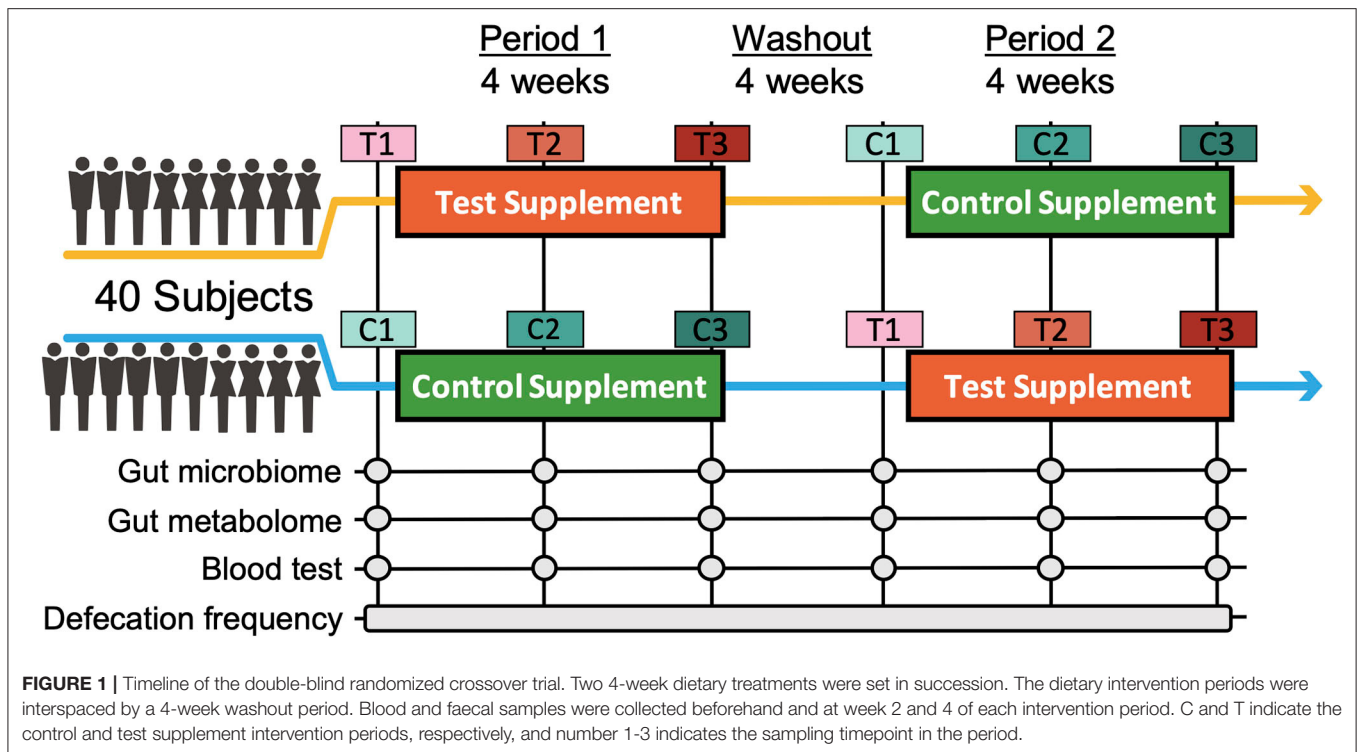 Period 1 Washout Period 2
4 weeks 4 weeks 4 weeks
T1 T2 T3 C1 C2 C3
Test Supplement Control Supplement
40 Subjects
C1 C2 C3 T1 T2 T3
Control Supplement Test Supplement
Gut microbiome
Gut metabolome
Blood test
Defecation frequency
FIGURE 1 | Timeline of the double-blind randomized crossover trial. Two 4-week dietary treatments were set in succession. The dietary intervention periods were
interspaced by a 4-week washout period. Blood and faecal samples were collected beforehand and at week 2 and 4 of each intervention period. C and T indicate the
control and test supplement intervention periods, respectively, and number 1-3 indicates the sampling timepoint in the period.